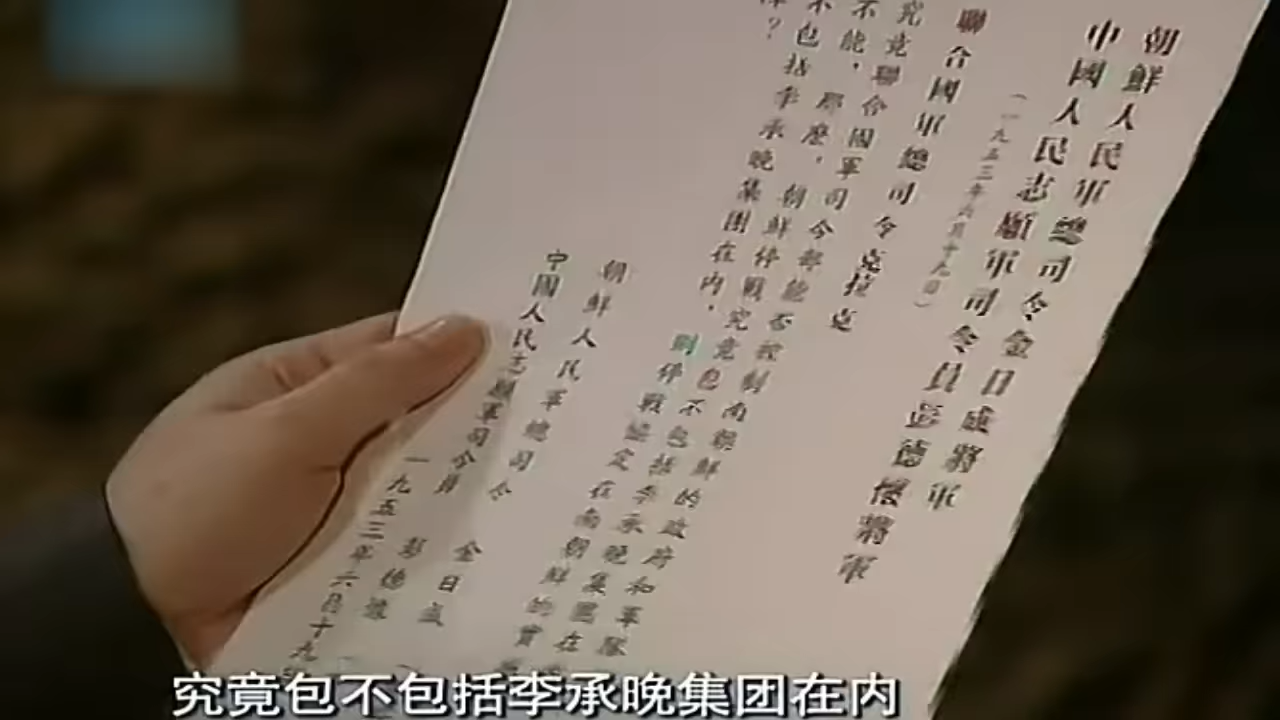 朝鮮人民軍總司令金日成將軍
中國人民志願軍司令員彭德懷將軍
(一九五三年六月十九日)
聯合國軍總司令克拉克
究竟聯合國軍司令部能否控制南朝鮮的政府和軍隊
不能,那麼,朝鮮停戰究竟包不包括李承晚集團在
不包括李承晚集團在內,則停戰協定在南朝鮮的實
?
朝鮮人民軍總司令 金日成
中國人民志願軍司令員 彭德懷
一九五三年六月十九
究竟包不包括李承晚集团在内